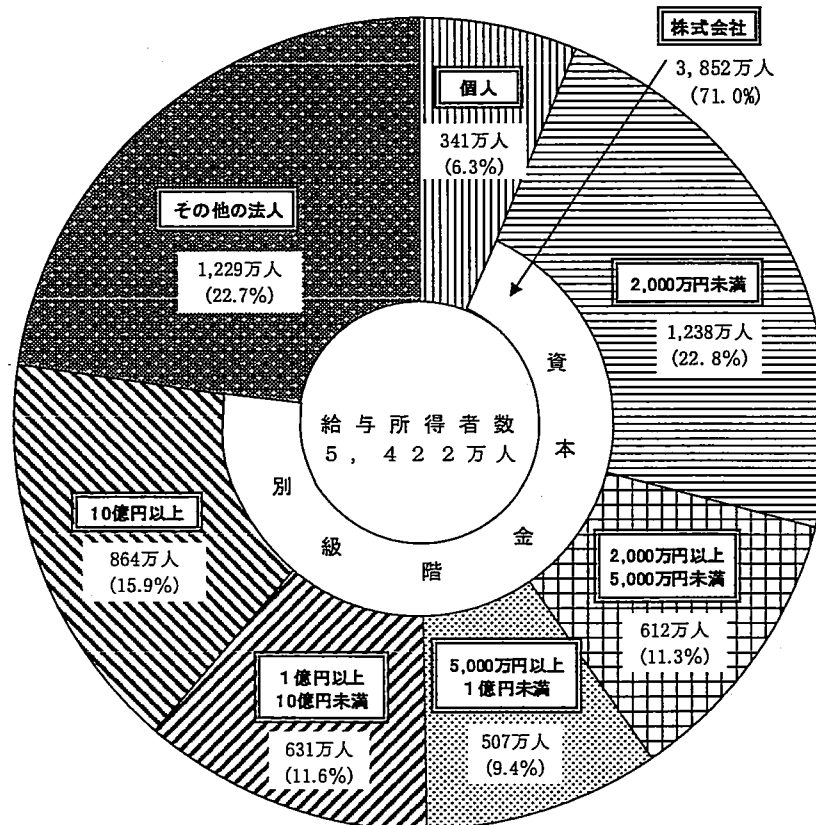 株式会社
3,852万人
(71.0%)
個人
341万人
(6.3%)
その他の法人
1,229万人
(22.7%)
2,000万円未満
1,238万人
(22.8%)
給与所得者数
5,422万人
資本金階級別
10億円以上
864万人
(15.9%)
2,000万円以上
5,000万円未満
612万人
(11.3%)
1億円以上
10億円未満
631万人
(11.6%)
5,000万円以上
1億円未満
507万人
(9.4%)